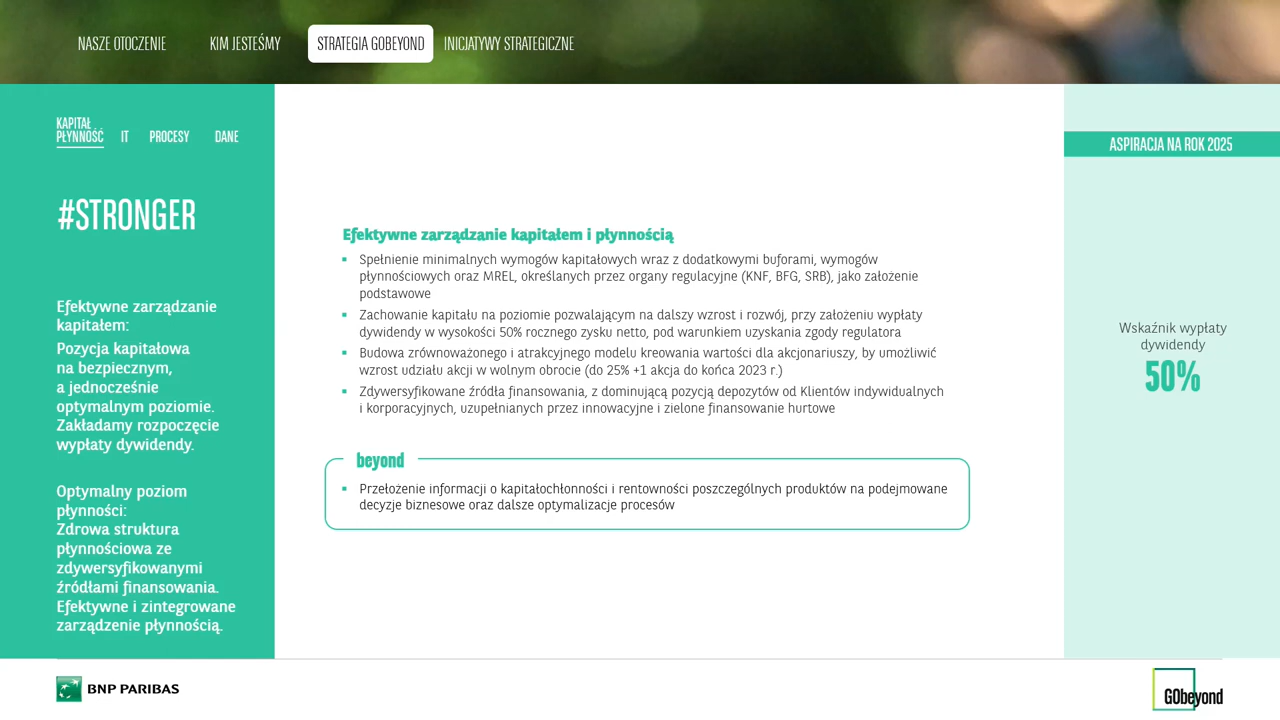 NASZE OTOCZENIE
KIM JESTEŚMY
STRATEGIA GOBEYOND
INICJATYWY STRATEGICZNE
KAPITAŁ
PŁYNNOŚĆ
IT
PROCESY
DANE
#STRONGER
Efektywne zarządzanie
kapitałem:
Pozycja kapitałowa
na bezpiecznym,
a jednocześnie
optymalnym poziomie.
Zakładamy rozpoczęcie
wypłaty dywidendy.
Optymalny poziom
płynności:
Zdrowa struktura
płynnościowa ze
zdywersyfikowanymi
źródłami finansowania.
Efektywne i zintegrowane
zarządzenie płynnością.
Efektywne zarządzanie kapitałem i płynnością
▪ Spełnienie minimalnych wymogów kapitałowych wraz z dodatkowymi buforami, wymogów
płynnościowych oraz MREL, określanych przez organy regulacyjne (KNF, BFG, SRB), jako założenie
podstawowe
▪ Zachowanie kapitału na poziomie pozwalającym na dalszy wzrost i rozwój, przy założeniu wypłaty
dywidendy w wysokości 50% rocznego zysku netto, pod warunkiem uzyskania zgody regulatora
▪ Budowa zrównoważonego i atrakcyjnego modelu kreowania wartości dla akcjonariuszy, by umożliwić
wzrost udziału akcji w wolnym obrocie (do 25% +1 akcja do końca 2023 r.)
▪ Zdywersyfikowane źródła finansowania, z dominującą pozycją depozytów od Klientów indywidualnych
i korporacyjnych, uzupełnianych przez innowacyjne i zielone finansowanie hurtowe
beyond
▪ Przełożenie informacji o kapitałochłonności i rentowności poszczególnych produktów na podejmowane
decyzje biznesowe oraz dalsze optymalizacje procesów
ASPIRACJA NA ROK 2025
Wskaźnik wypłaty
dywidendy
50%
BNP PARIBAS
GObeyond